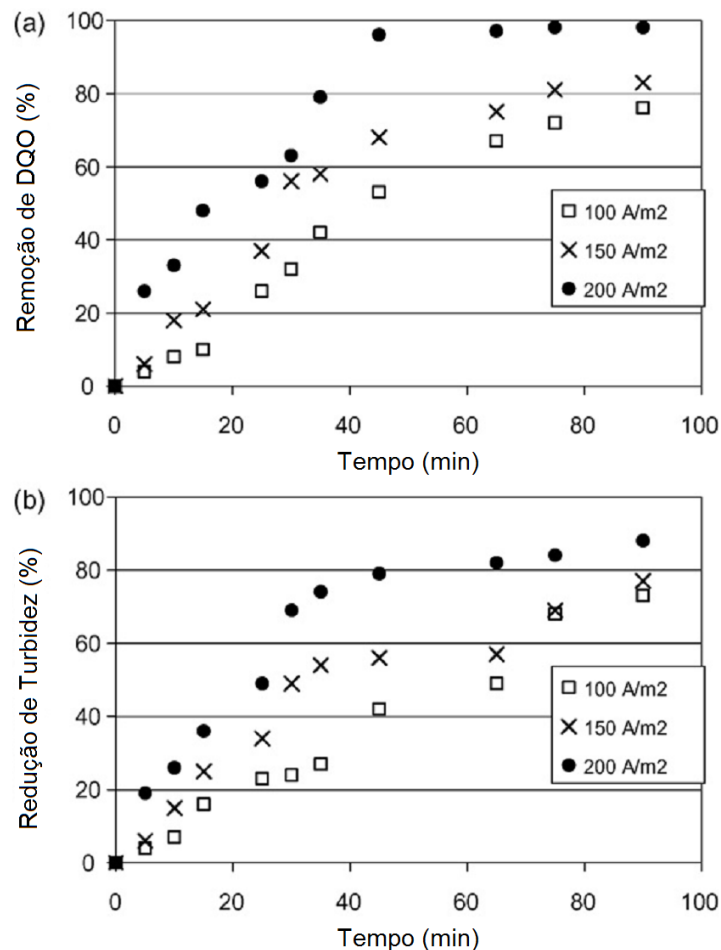 (a)
Remoção de DQO (%)
100
80
60
40
20
0
0 20 40 60 80 100
Tempo (min)
100 A/m2
150 A/m2
200 A/m2
(b)
Redução de Turbidez (%)
100
80
60
40
20
0
0 20 40 60 80 100
Tempo (min)
100 A/m2
150 A/m2
200 A/m2